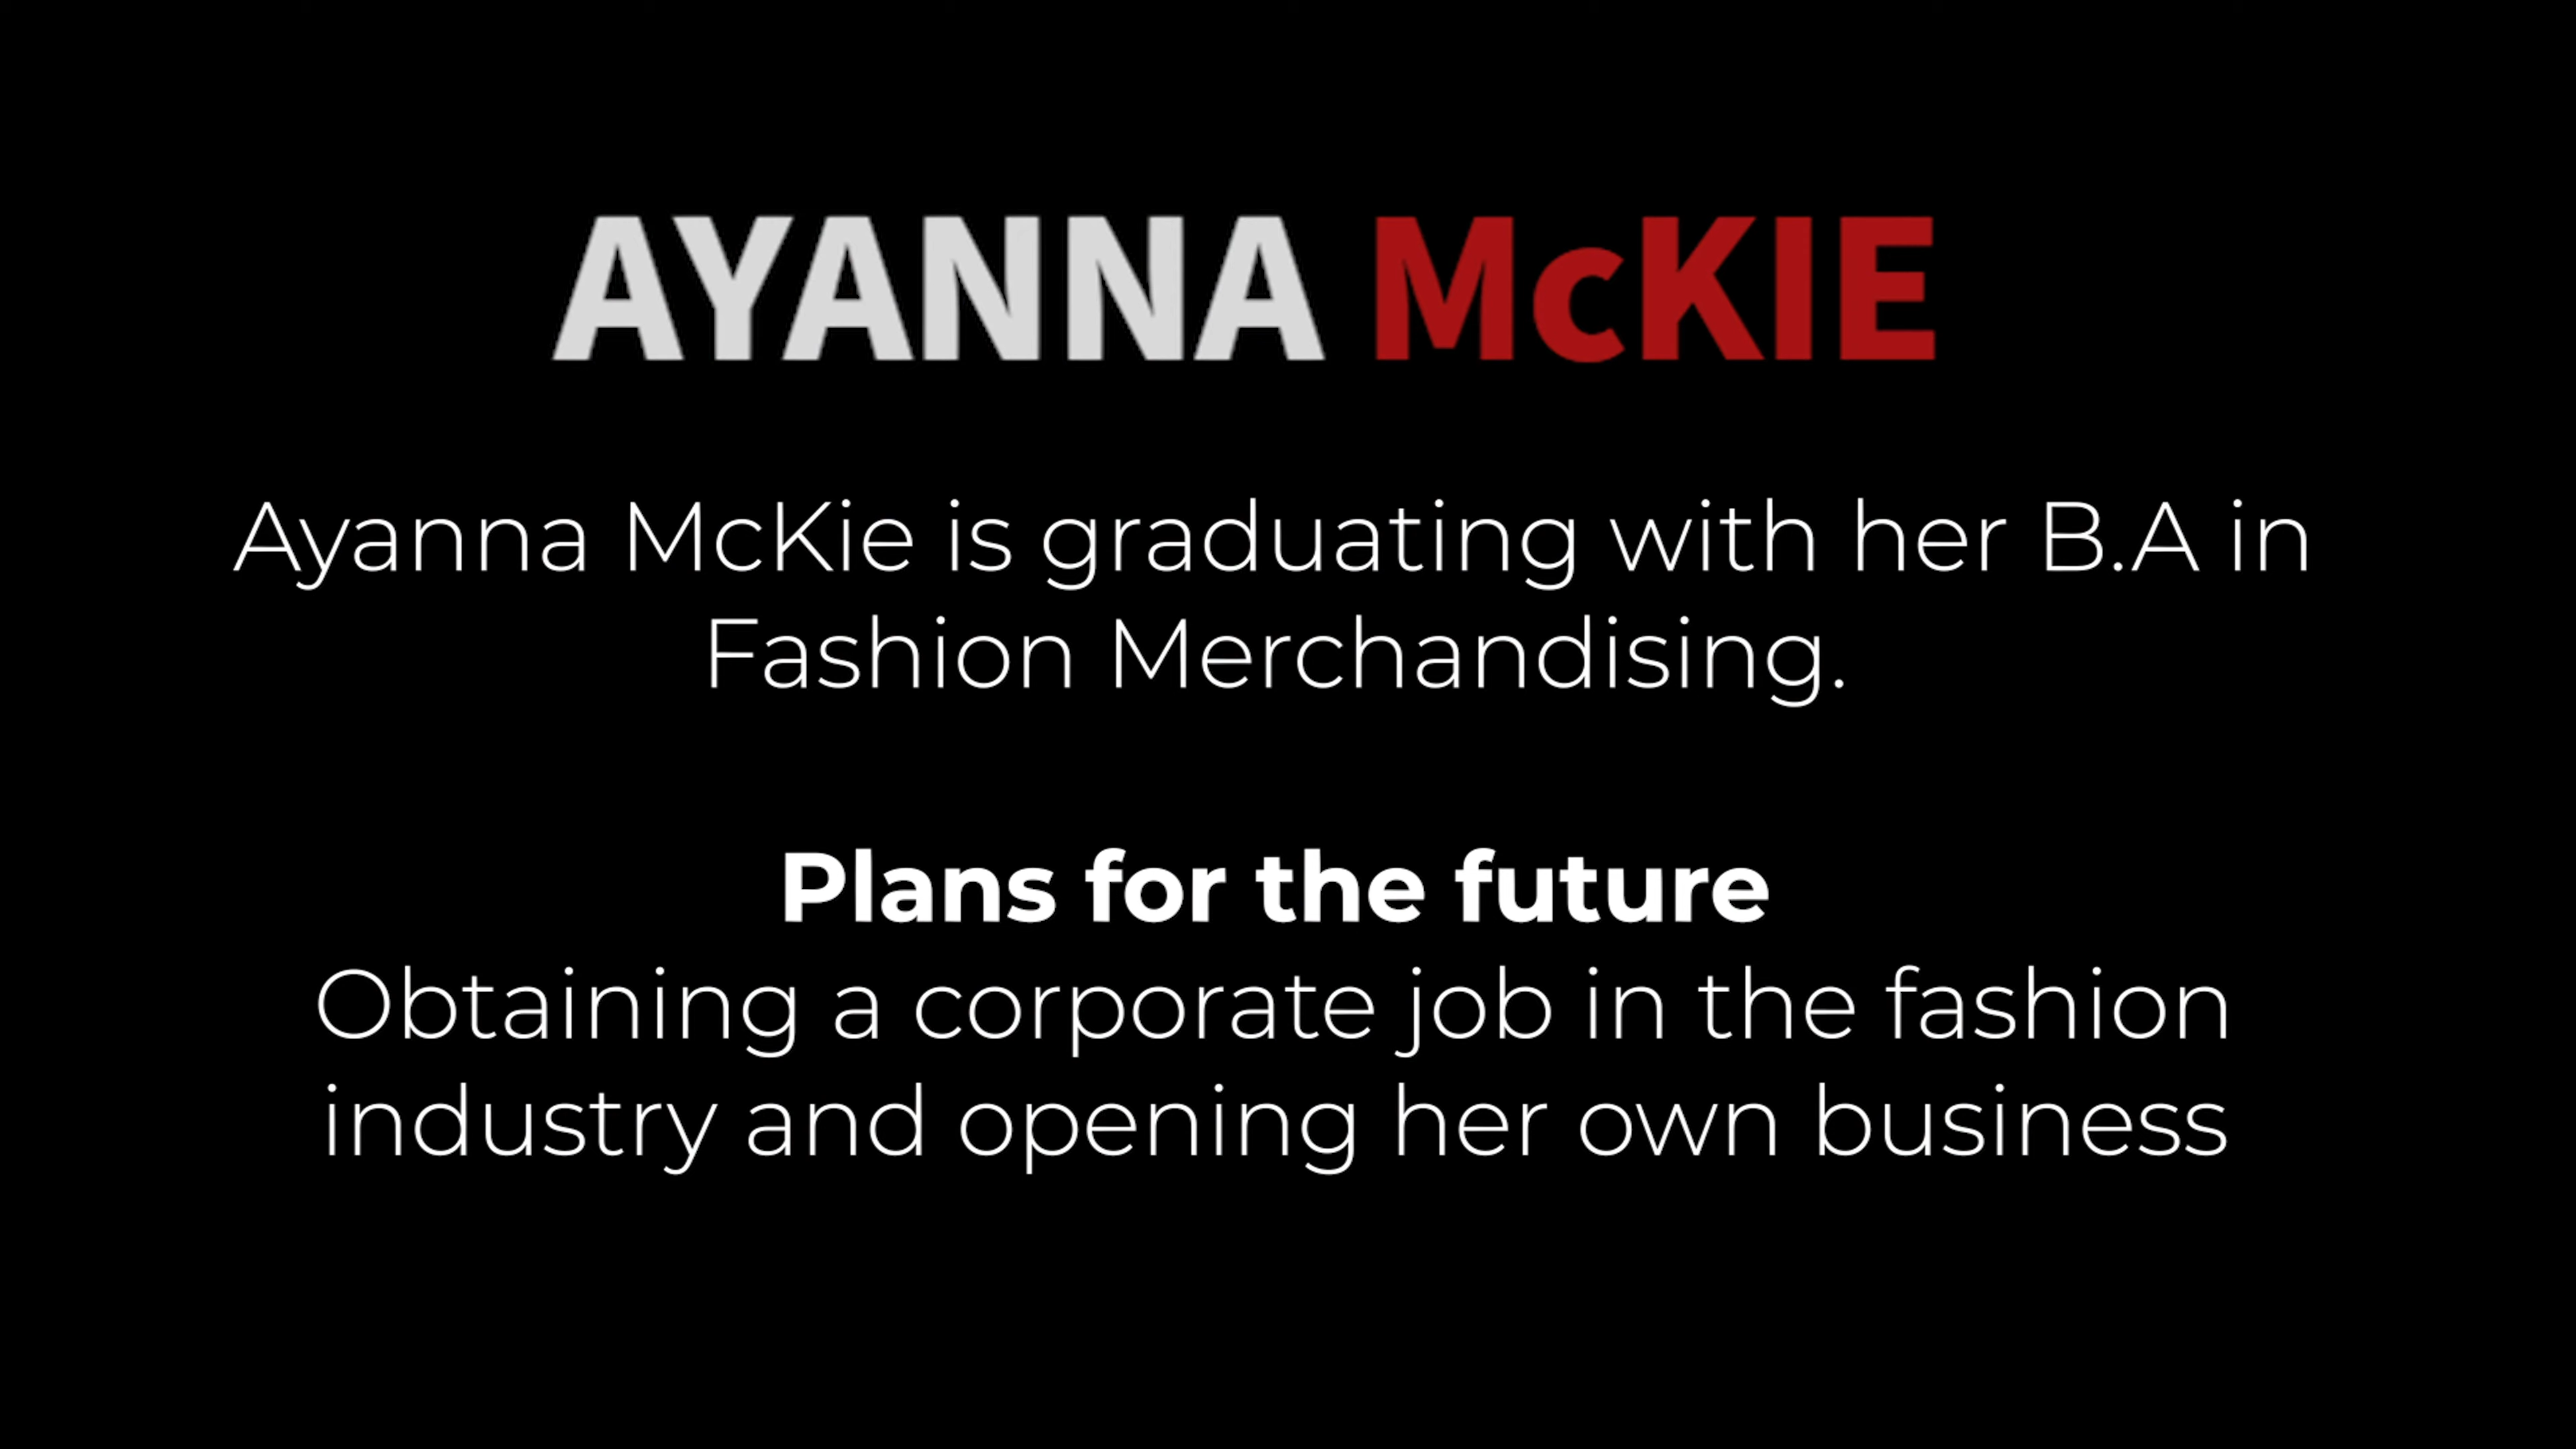 AYANNA McKIE
Ayanna McKie is graduating with her B.A in
Fashion Merchandising.
Plans for the future
Obtaining a corporate job in the fashion
industry and opening her own business